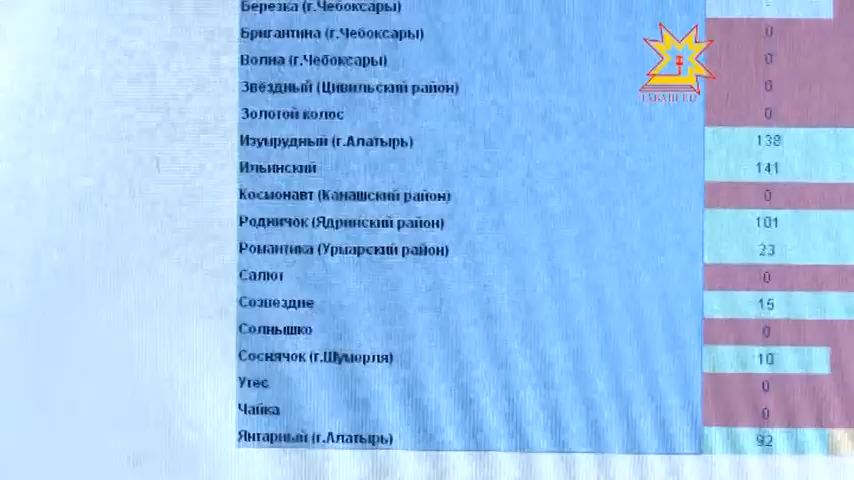 Березка (г.Чебоксары)
Бригантина (г.Чебоксары) 0
Волна (г.Чебоксары) 0
Звёздный (Цивильский район) 0
Золотой колос 0
Изумрудный (г.Алатырь) 138
Ильинский 141
Космонавт (Канашский район) 0
Родничок (Ядринский район) 101
Романтика (Урмарский район) 23
Салют 0
Созвездие 15
Солнышко 0
Соснячок (г.Шумерля) 10
Утес 0
Чайка 0
Янтарный (г.Алатырь) 92